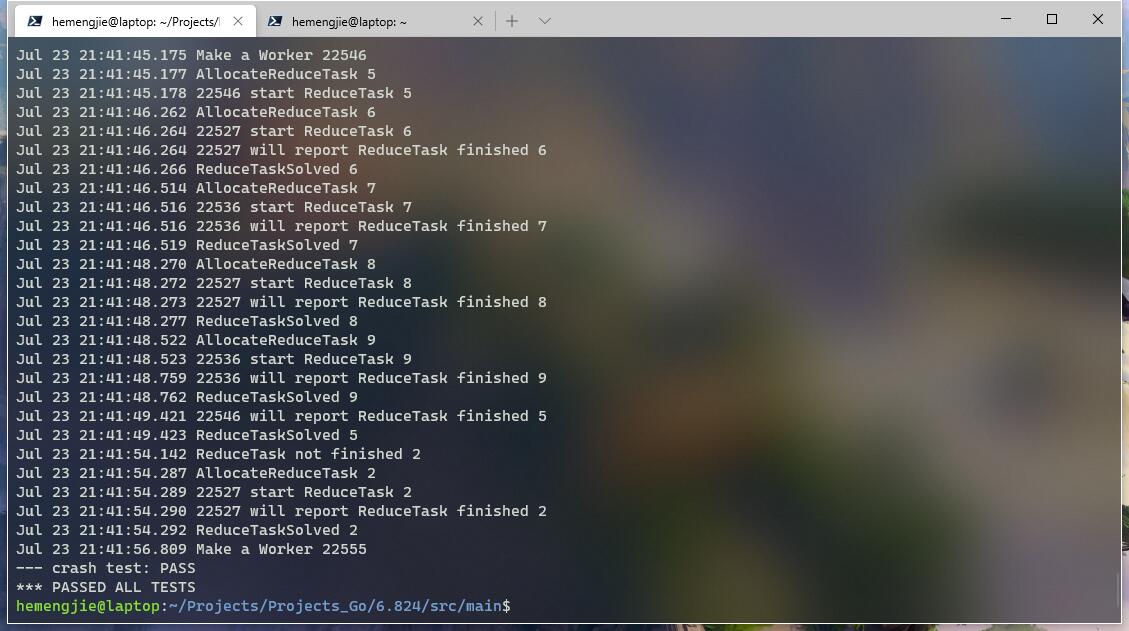 hemengjie@laptop: ~/Projects/
hemengjie@laptop: ~
Jul 23 21:41:45.175 Make a Worker 22546
Jul 23 21:41:45.177 AllocateReduceTask 5
Jul 23 21:41:45.178 22546 start ReduceTask 5
Jul 23 21:41:46.262 AllocateReduceTask 6
Jul 23 21:41:46.264 22527 start ReduceTask 6
Jul 23 21:41:46.264 22527 will report ReduceTask finished 6
Jul 23 21:41:46.266 ReduceTaskSolved 6
Jul 23 21:41:46.514 AllocateReduceTask 7
Jul 23 21:41:46.516 22536 start ReduceTask 7
Jul 23 21:41:46.516 22536 will report ReduceTask finished 7
Jul 23 21:41:46.519 ReduceTaskSolved 7
Jul 23 21:41:48.270 AllocateReduceTask 8
Jul 23 21:41:48.272 22527 start ReduceTask 8
Jul 23 21:41:48.273 22527 will report ReduceTask finished 8
Jul 23 21:41:48.277 ReduceTaskSolved 8
Jul 23 21:41:48.522 AllocateReduceTask 9
Jul 23 21:41:48.523 22536 start ReduceTask 9
Jul 23 21:41:48.759 22536 will report ReduceTask finished 9
Jul 23 21:41:48.762 ReduceTaskSolved 9
Jul 23 21:41:49.421 22546 will report ReduceTask finished 5
Jul 23 21:41:49.423 ReduceTaskSolved 5
Jul 23 21:41:54.142 ReduceTask not finished 2
Jul 23 21:41:54.287 AllocateReduceTask 2
Jul 23 21:41:54.289 22527 start ReduceTask 2
Jul 23 21:41:54.290 22527 will report ReduceTask finished 2
Jul 23 21:41:54.292 ReduceTaskSolved 2
Jul 23 21:41:56.809 Make a Worker 22555
--- crash test: PASS
*** PASSED ALL TESTS
hemengjie@laptop:~/Projects/Projects_Go/6.824/src/main$